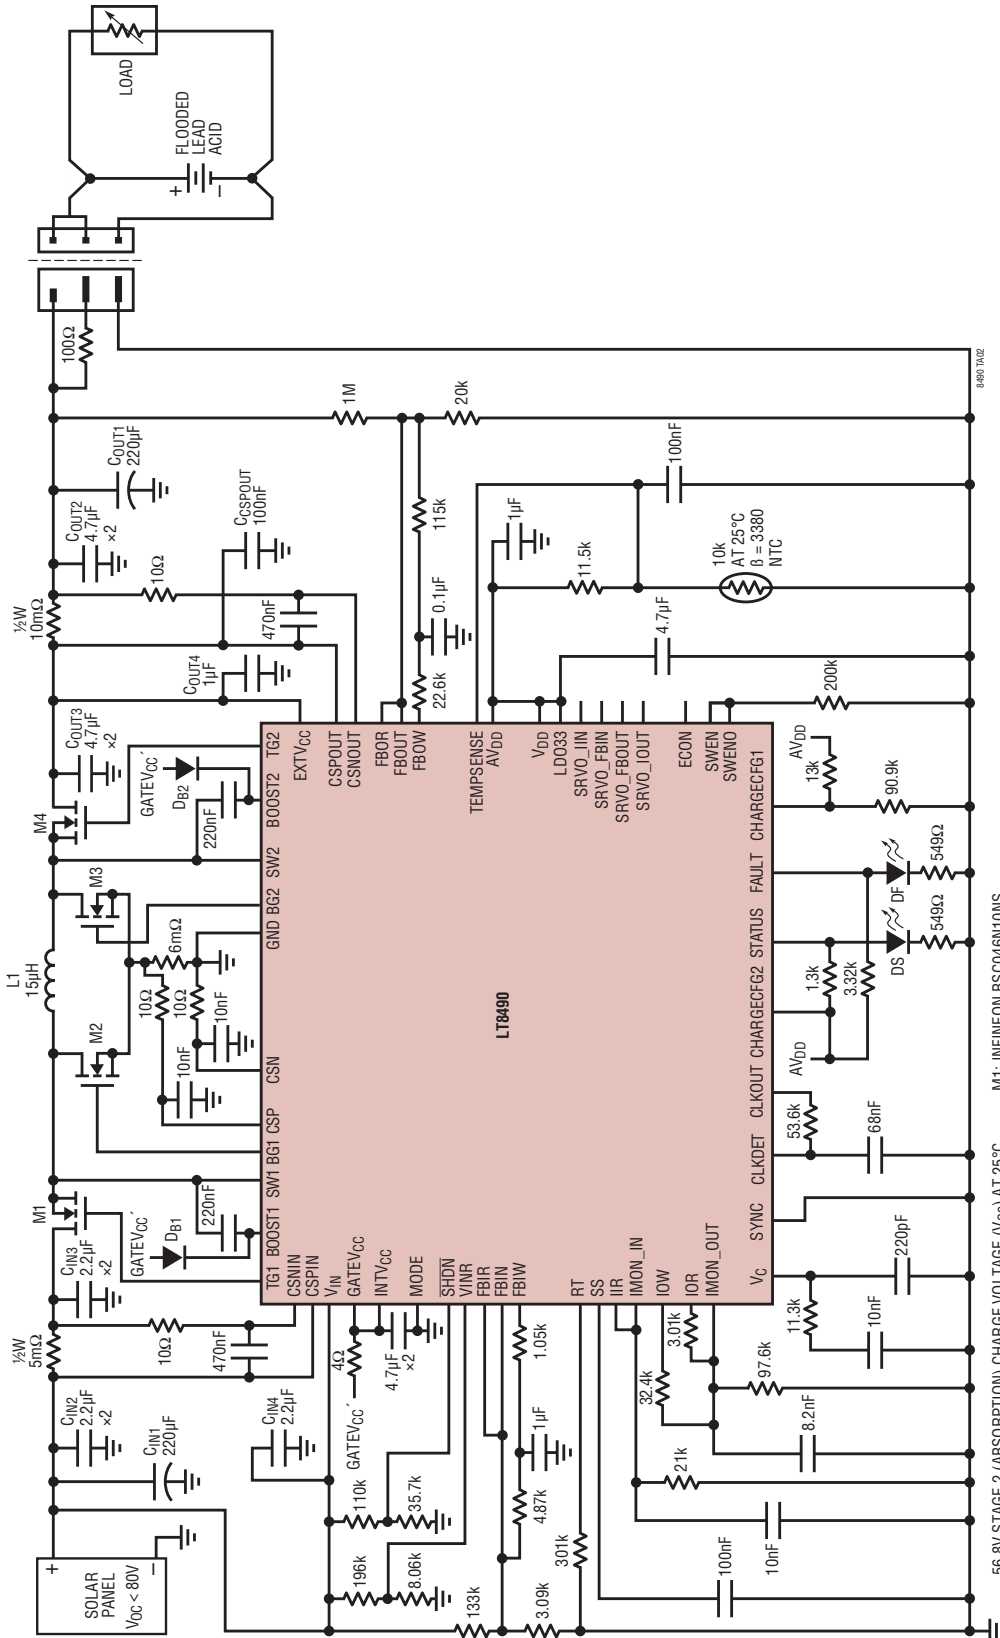 LOAD
FLOODED
LEAD
ACID
+
−
100Ω
1M
20k
COUT1
220µF
COUT2
4.7µF
×2
CCSPOUT
100nF
½W
10mΩ
10Ω
470nF
COUT4
1µF
COUT3
4.7µF
×2
115k
0.1µF
22.6k
1µF
11.5k
100nF
10k
AT 25°C
β = 3380
NTC
4.7µF
200k
M4
GATEVCC´
DB2
220nF
M3
L1
15µH
M2
6mΩ
10Ω
10Ω
10nF
10nF
M1
GATEVCC´
DB1
220nF
CIN3
2.2µF
×2
½W
5mΩ
10Ω
470nF
CIN2
2.2µF
×2
CIN1
220µF
CIN4
2.2µF
SOLAR
PANEL
VOC < 80V
+
−
TG2
BOOST2
SW2
BG2
GND
CSN
CSP
BG1
SW1
BOOST1
TG1
EXTVCC
CSPOUT
CSNOUT
FBOR
FBOUT
FBOW
TEMPSENSE
AVDD
VDD
LDO33
SRVO_IN
SRVO_FBIN
SRVO_FBOUT
SRVO_IOUT
ECON
SWEN
SWENO
LT8490
CSNIN
CSPIN
VIN
GATEVCC
INTVCC
MODE
SHDN
VINR
FBIR
FBIN
FBIW
RT
SS
IIR
IMON_IN
IOW
IOR
IMON_OUT
CHARGECFG1
FAULT
STATUS
CHARGECFG2
CLKOUT
CLKDET
SYNC
VC
GATEVCC´
4Ω
4.7µF
×2
110k
35.7k
196k
8.06k
133k
3.09k
1.05k
1µF
4.87k
301k
100nF
10nF
21k
32.4k
3.01k
97.6k
8.2nF
11.3k
10nF
220pF
53.6k
68nF
AVDD
1.3k
3.32k
DS
549Ω
DF
549Ω
AVDD
13k
90.9k
8490 TA02
56.8V STAGE 2 (ABSORPTION) CHARGE VOLTAGE (VS2) AT 25°C
M1: INFINEON BSC046N10NS